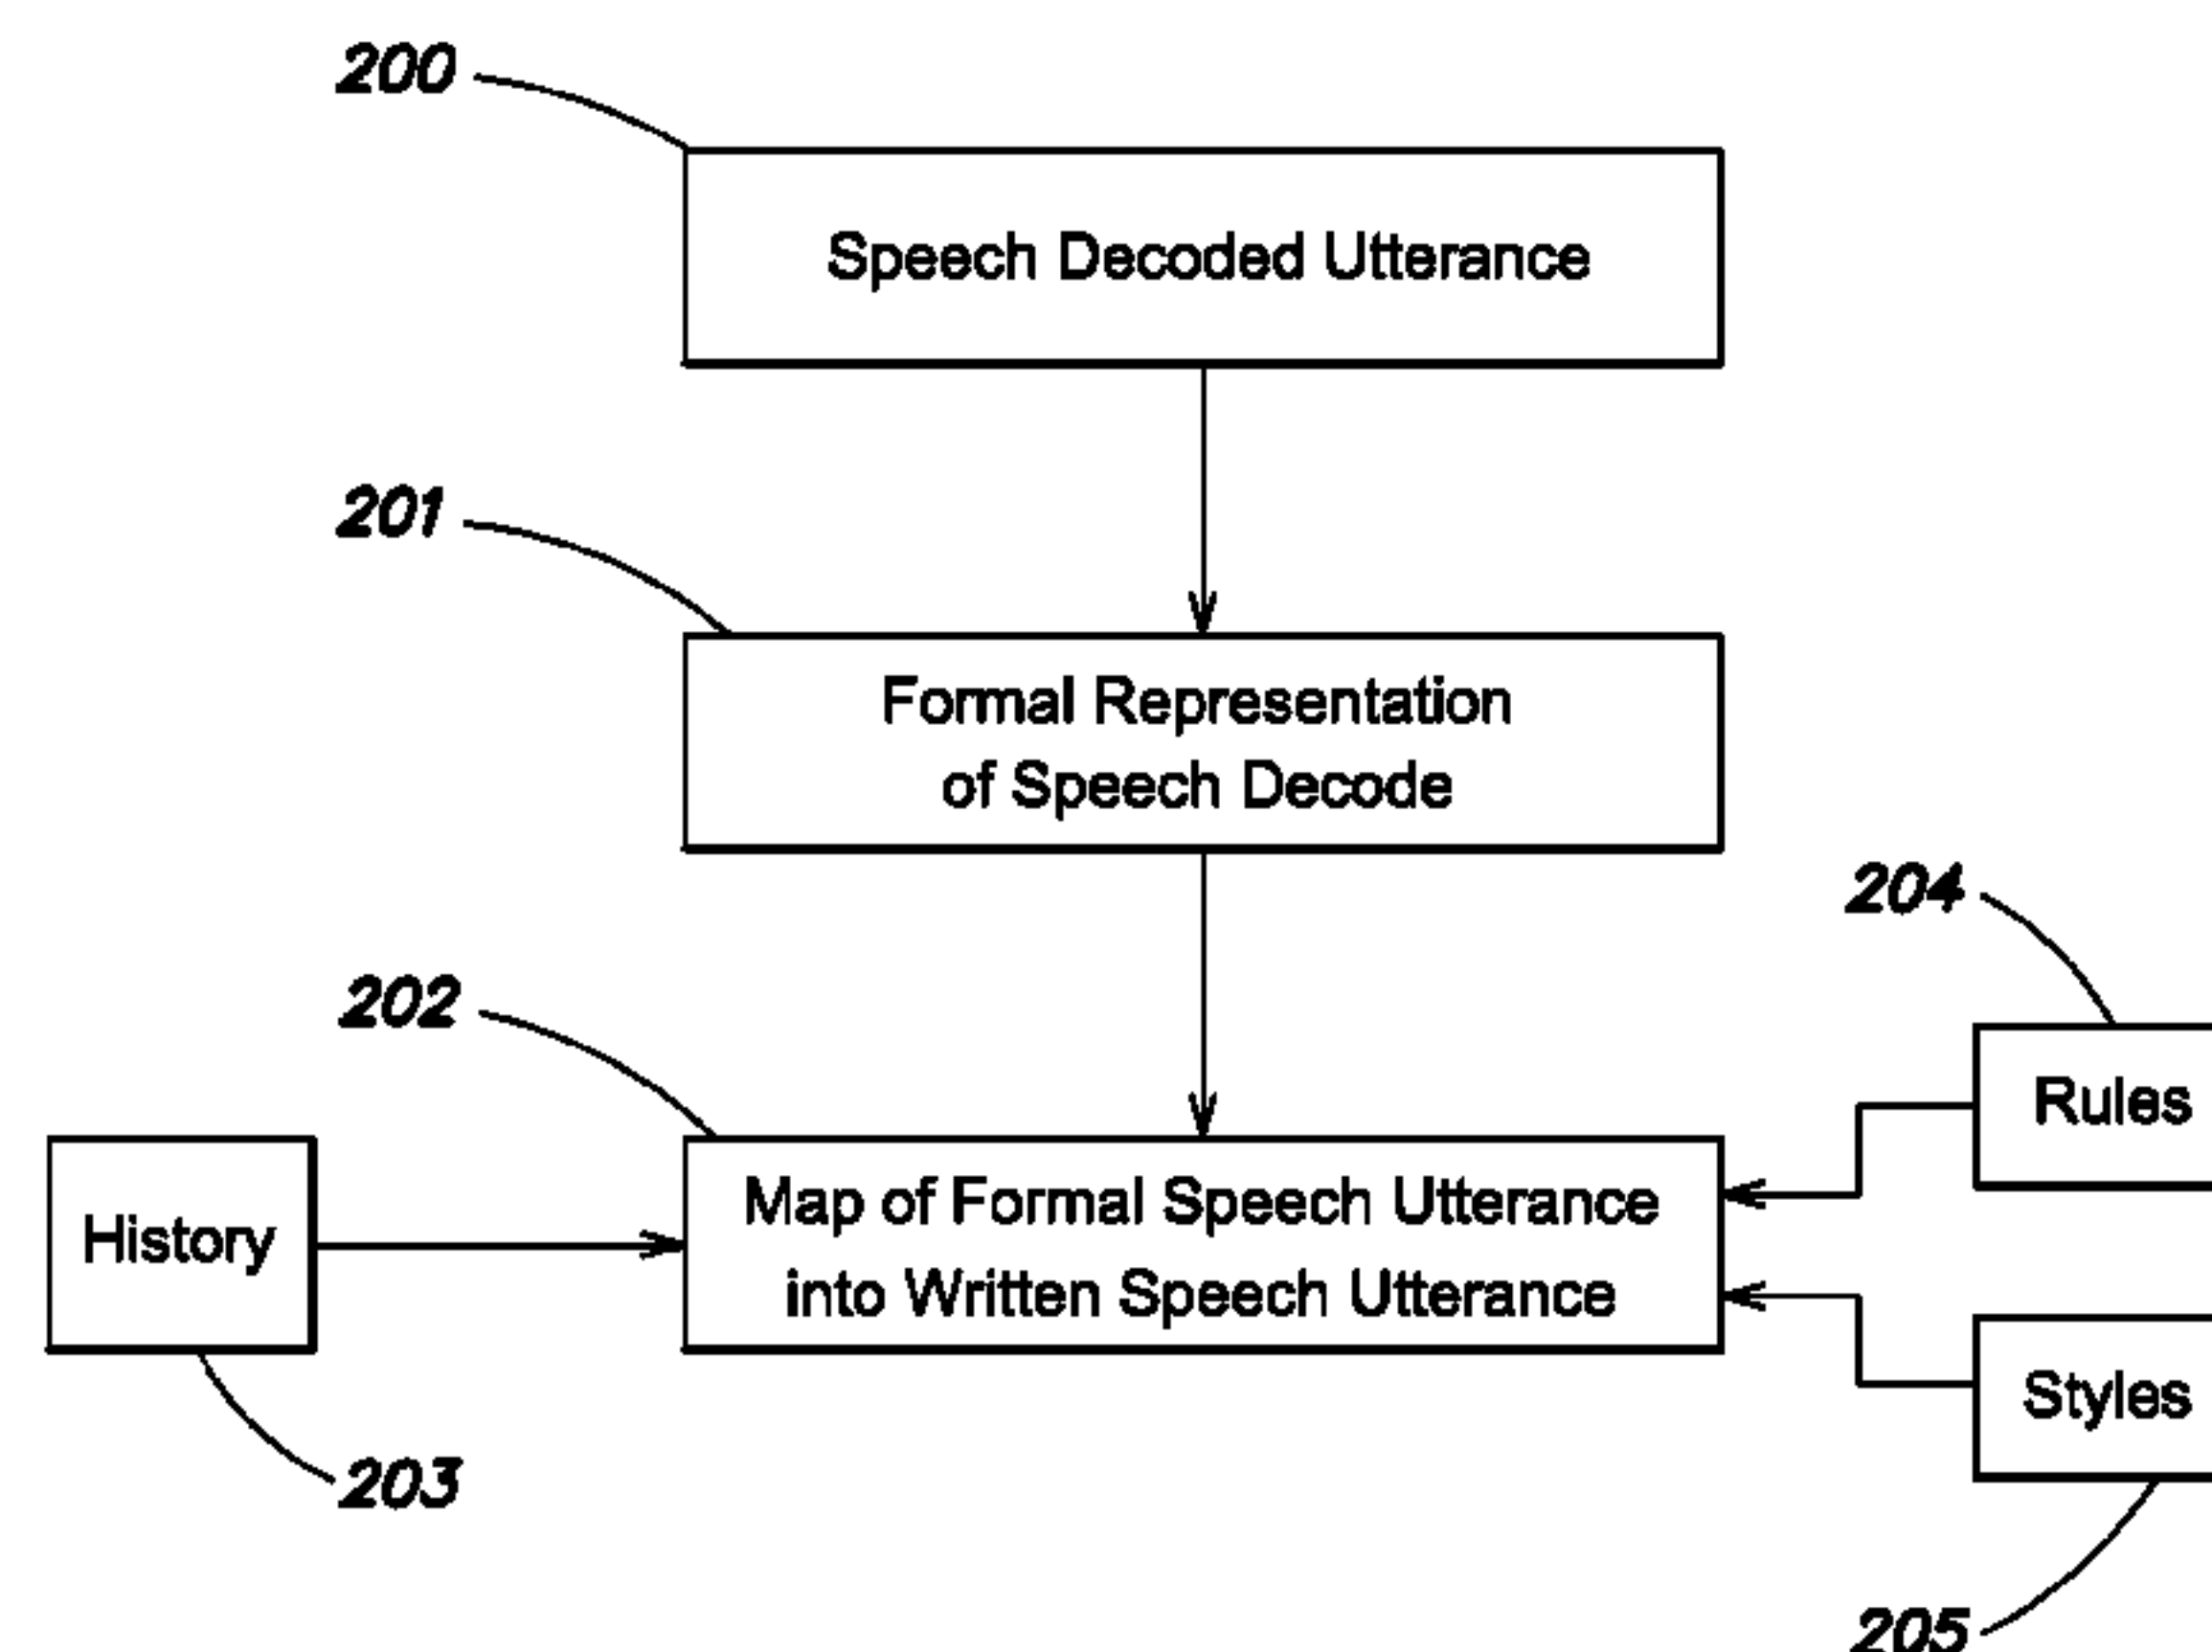 200
Speech Decoded Utterance
201
Formal Representation
of Speech Decode
204
202
Rules
Map of Formal Speech Utterance
History
into Written Speech Utterance
Styles
203
205